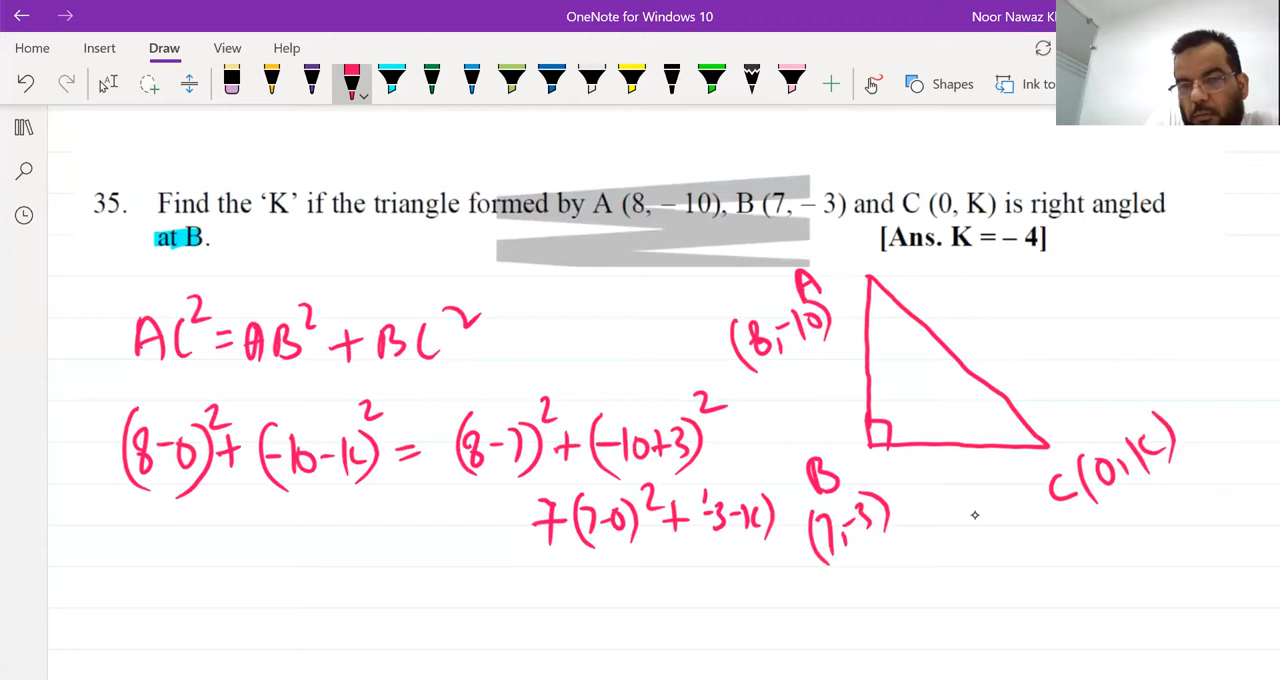 OneNote for Windows 10
Noor Nawaz Kh
Home Insert Draw View Help
Shapes Ink to
35. Find the ‘K’ if the triangle formed by A (8, – 10), B (7, – 3) and C (0, K) is right angled
at B. [Ans. K = – 4]
AC² = AB² + BC²
A
(8, -10)
(8-0)² + (-10-K)² = (8-7)² + (-10+3)²
+ (7-0)² + (-3-K)
B
(7, -3)
C(0, K)